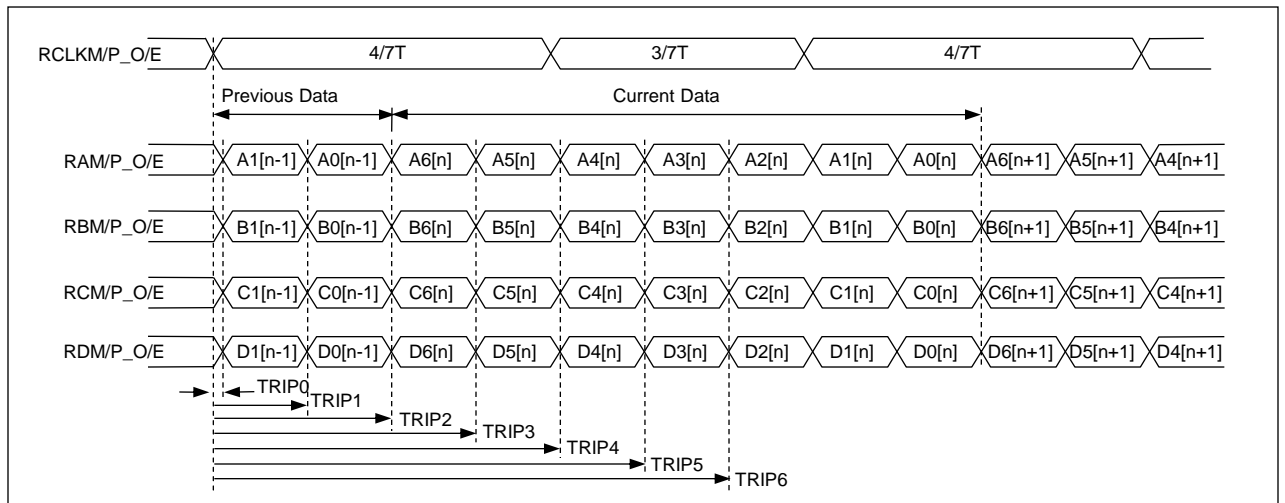 RCLKM/P_O/E 4/7T 3/7T 4/7T
Previous Data Current Data
RAM/P_O/E A1[n-1] A0[n-1] A6[n] A5[n] A4[n] A3[n] A2[n] A1[n] A0[n] A6[n+1] A5[n+1] A4[n+1]
RBM/P_O/E B1[n-1] B0[n-1] B6[n] B5[n] B4[n] B3[n] B2[n] B1[n] B0[n] B6[n+1] B5[n+1] B4[n+1]
RCM/P_O/E C1[n-1] C0[n-1] C6[n] C5[n] C4[n] C3[n] C2[n] C1[n] C0[n] C6[n+1] C5[n+1] C4[n+1]
RDM/P_O/E D1[n-1] D0[n-1] D6[n] D5[n] D4[n] D3[n] D2[n] D1[n] D0[n] D6[n+1] D5[n+1] D4[n+1]
TRIP0
TRIP1
TRIP2
TRIP3
TRIP4
TRIP5
TRIP6